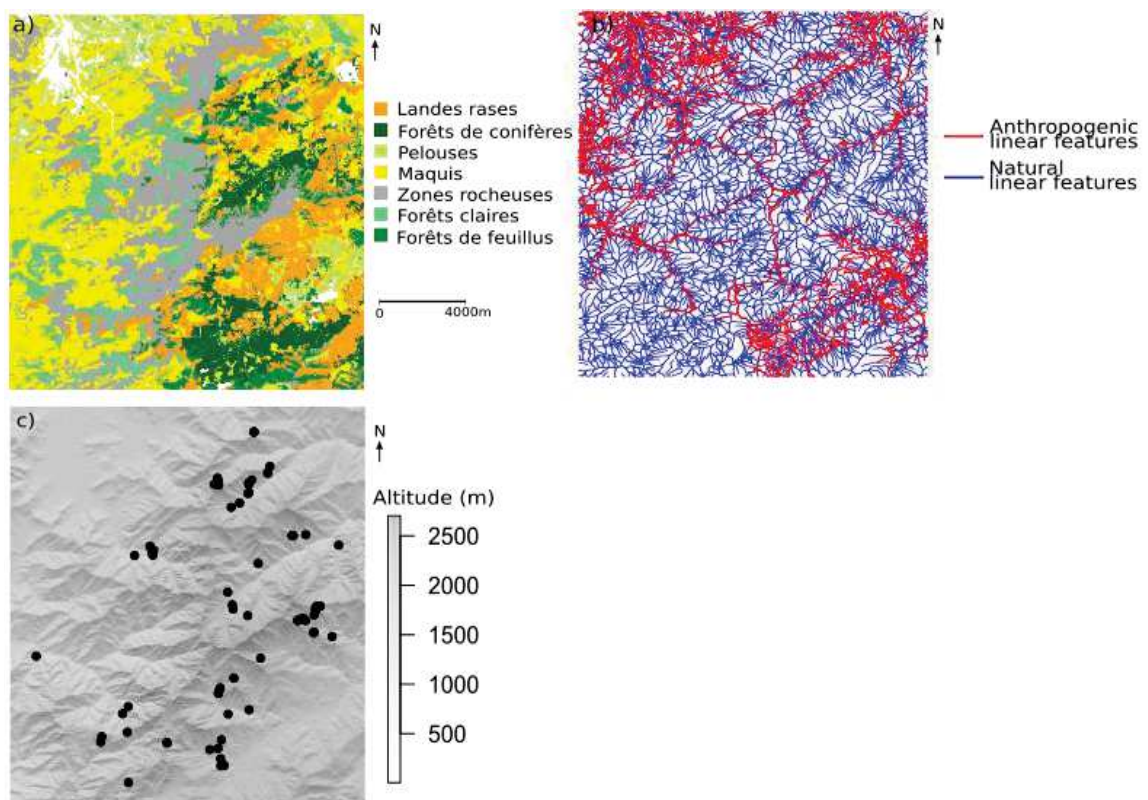 a)
N
Landes rases
Forêts de conifères
Pelouses
Maquis
Zones rocheuses
Forêts claires
Forêts de feuillus
0 4000m
b)
N
Anthropogenic
linear features
Natural
linear features
c)
N
Altitude (m)
2500
2000
1500
1000
500